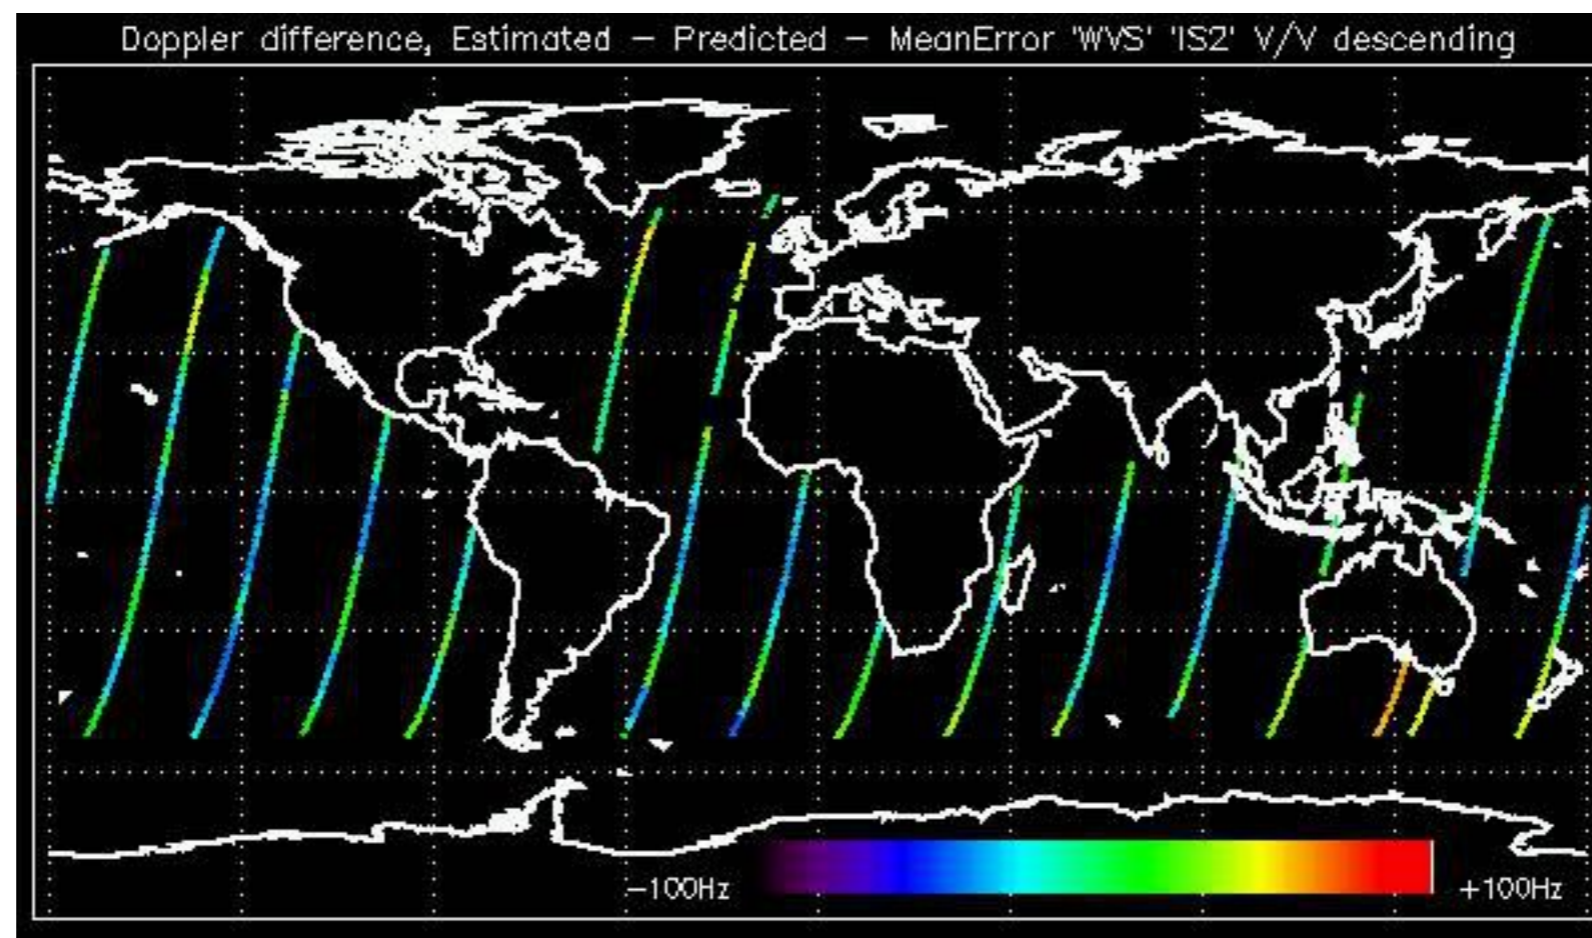 Doppler difference, Estimated − Predicted − MeanError 'WVS' 'IS2' V/V descending
−100Hz
+100Hz